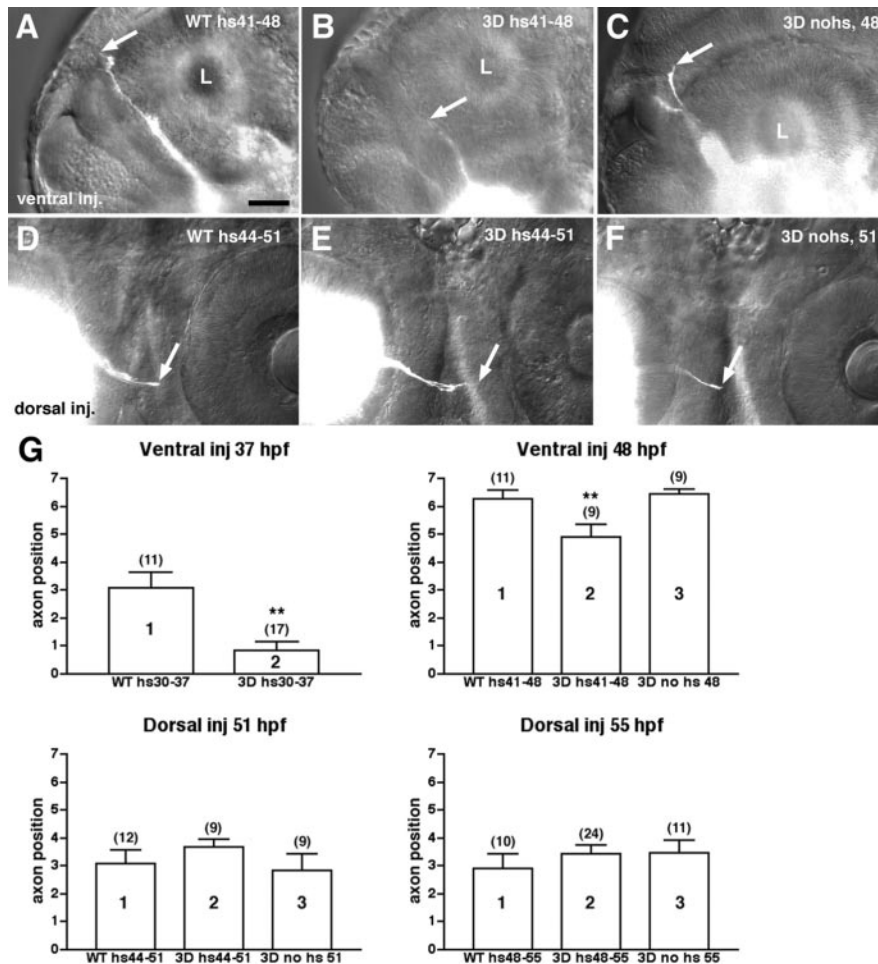 A WT hs41-48
L
ventral inj.
B 3D hs41-48
L
C 3D nohs, 48
L
D WT hs44-51
dorsal inj.
E 3D hs44-51
F 3D nohs, 51
G
Ventral inj 37 hpf
axon position
7
6
5
4
3
2
1
0
(11)
1
**
(17)
2
WT hs30-37 3D hs30-37
Ventral inj 48 hpf
axon position
7
6
5
4
3
2
1
0
(11)
1
**
(9)
2
(9)
3
WT hs41-48 3D hs41-48 3D no hs 48
Dorsal inj 51 hpf
axon position
7
6
5
4
3
2
1
0
(12)
1
(9)
2
(9)
3
WT hs44-51 3D hs44-51 3D no hs 51
Dorsal inj 55 hpf
axon position
7
6
5
4
3
2
1
0
(10)
1
(24)
2
(11)
3
WT hs48-55 3D hs48-55 3D no hs 55